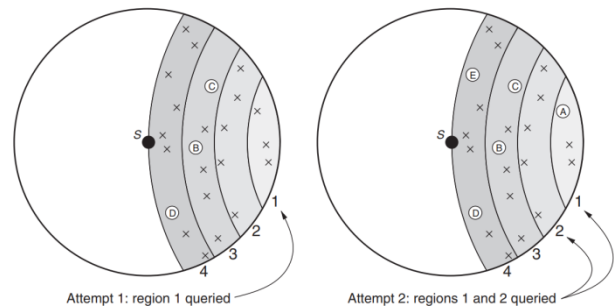 C
S
B
D
1
2
3
4
Attempt 1: region 1 queried
E
C
A
S
B
D
1
2
3
4
Attempt 2: regions 1 and 2 queried